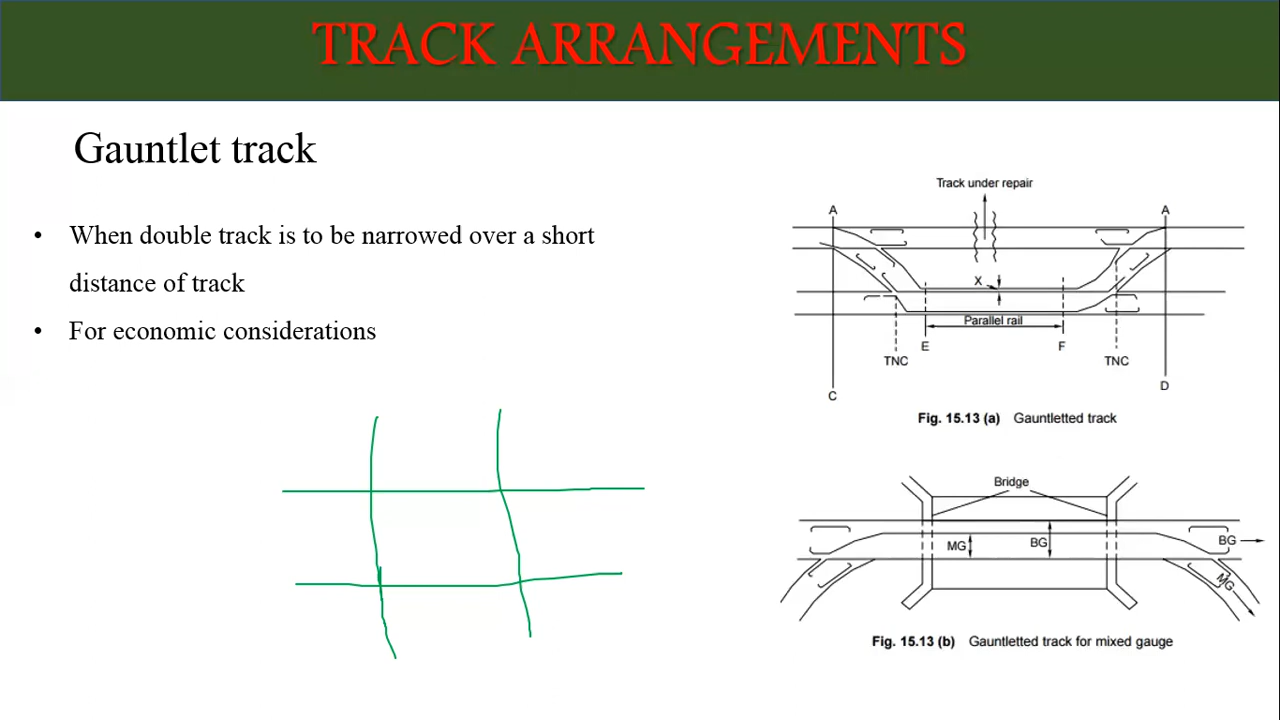 TRACK ARRANGEMENTS
Gauntlet track
• When double track is to be narrowed over a short
distance of track
• For economic considerations
Track under repair
A
A
X
Parallel rail
E
F
TNC
TNC
C
D
Fig. 15.13 (a) Gauntletted track
Bridge
MG
BG
BG
MG
Fig. 15.13 (b) Gauntletted track for mixed gauge